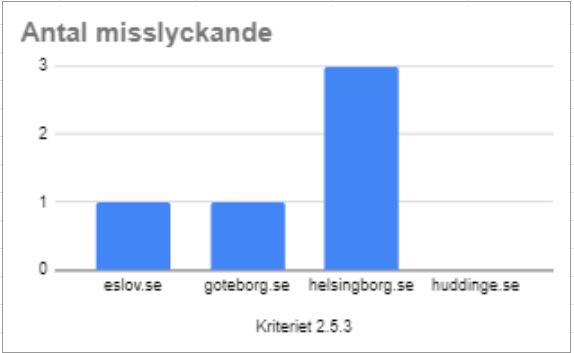 Antal misslyckande
3
2
1
0
eslov.se goteborg.se helsingborg.se huddinge.se
Kriteriet 2.5.3